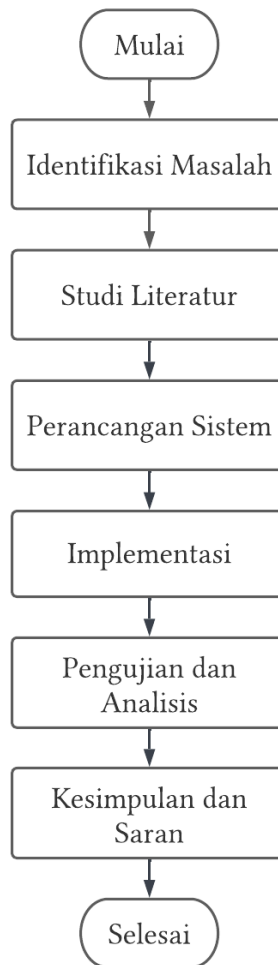 Mulai
Identifikasi Masalah
Studi Literatur
Perancangan Sistem
Implementasi
Pengujian dan
Analisis
Kesimpulan dan
Saran
Selesai